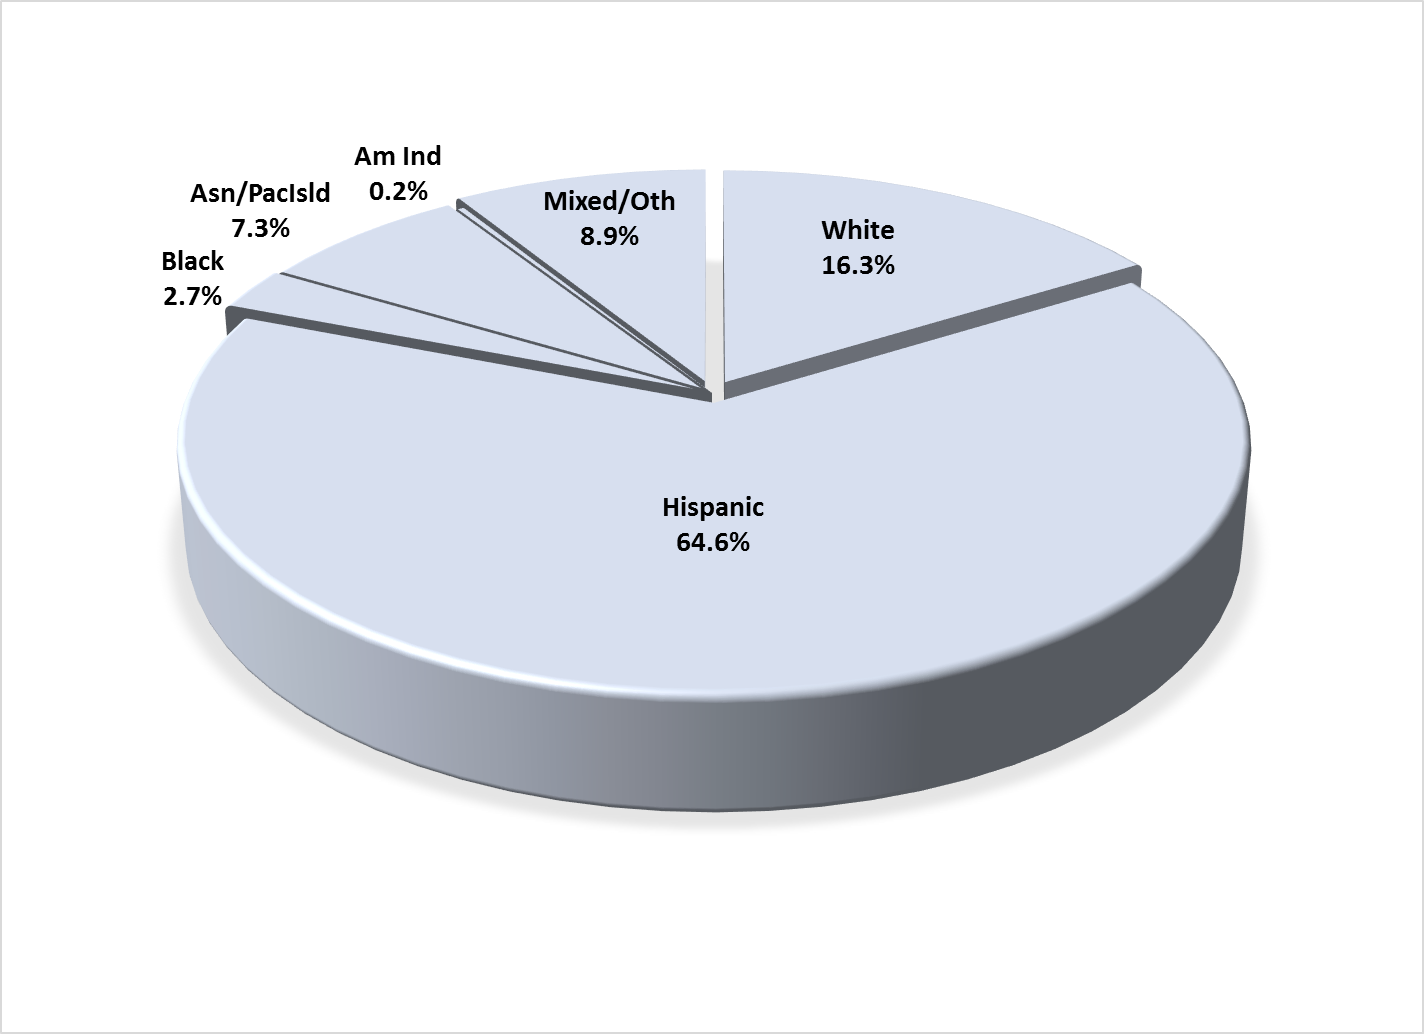 Am Ind
0.2%
Asn/PacIsld
7.3%
Black
2.7%
Mixed/Oth
8.9%
White
16.3%
Hispanic
64.6%